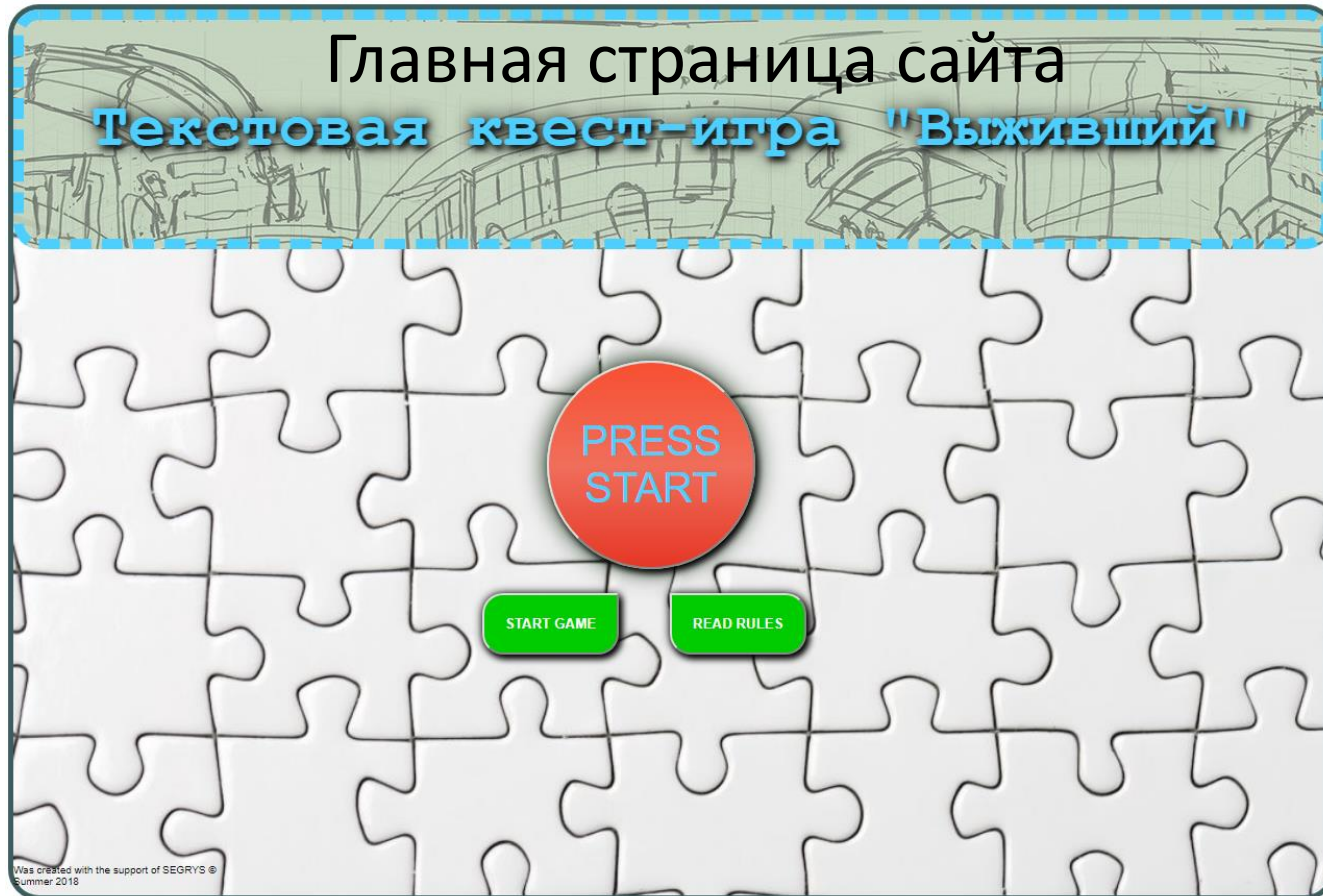 Главная страница сайта
Текстовая квест-игра "Выживший"
PRESS
START
START GAME
READ RULES
Was created with the support of SEGRYS ©
Summer 2018